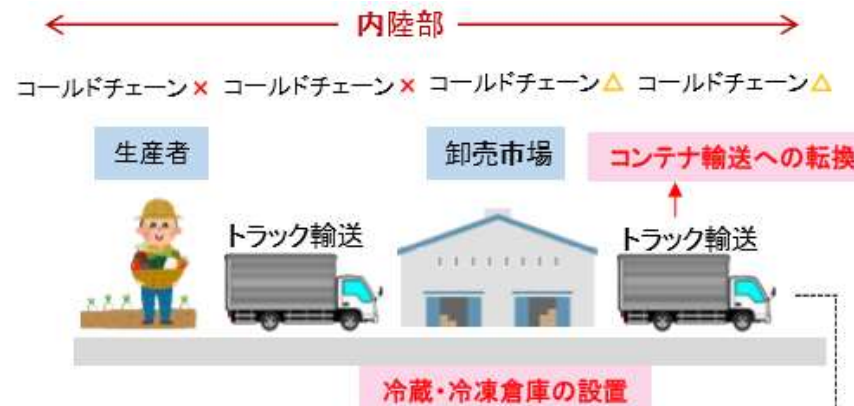 内陸部
コールドチェーン× コールドチェーン× コールドチェーン△ コールドチェーン△
生産者
卸売市場
コンテナ輸送への転換
トラック輸送
トラック輸送
冷蔵・冷凍倉庫の設置